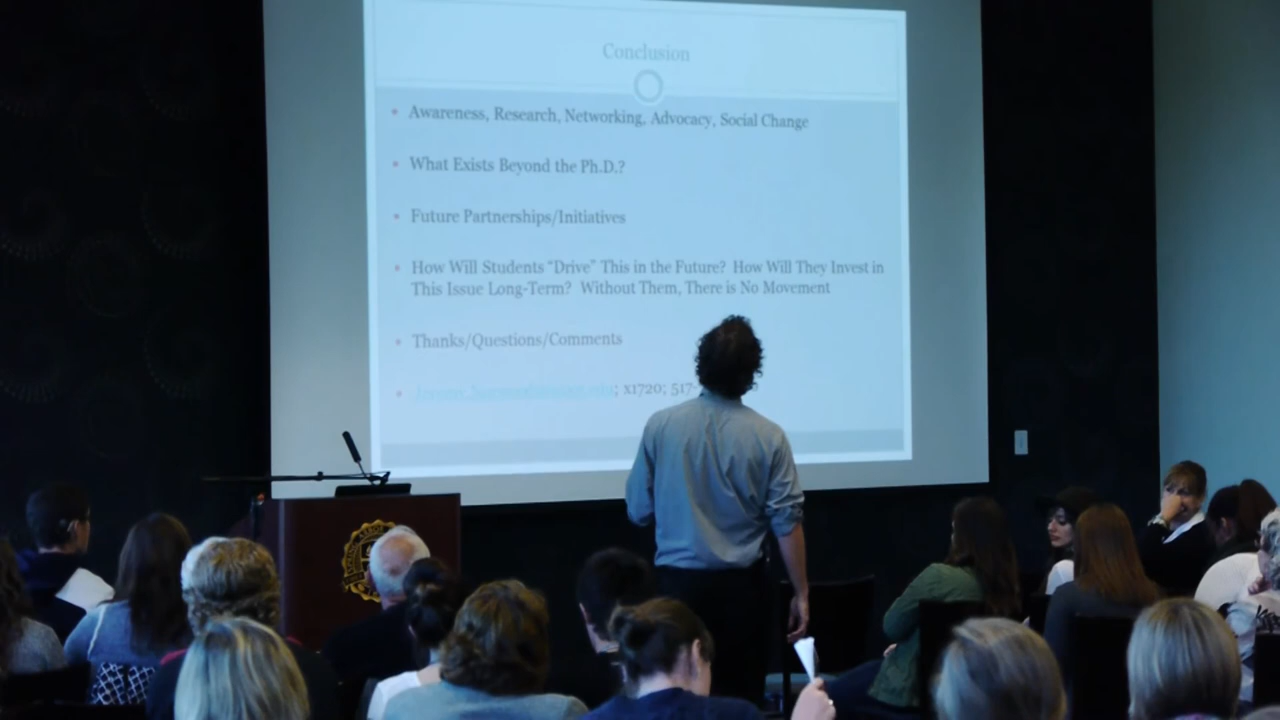 Conclusion
Awareness, Research, Networking, Advocacy, Social Change
What Exists Beyond the Ph.D.?
Future Partnerships/Initiatives
How Will Students “Drive” This in the Future? How Will They Invest in
This Issue Long-Term? Without Them, There is No Movement
Thanks/Questions/Comments
; x1720; 517-